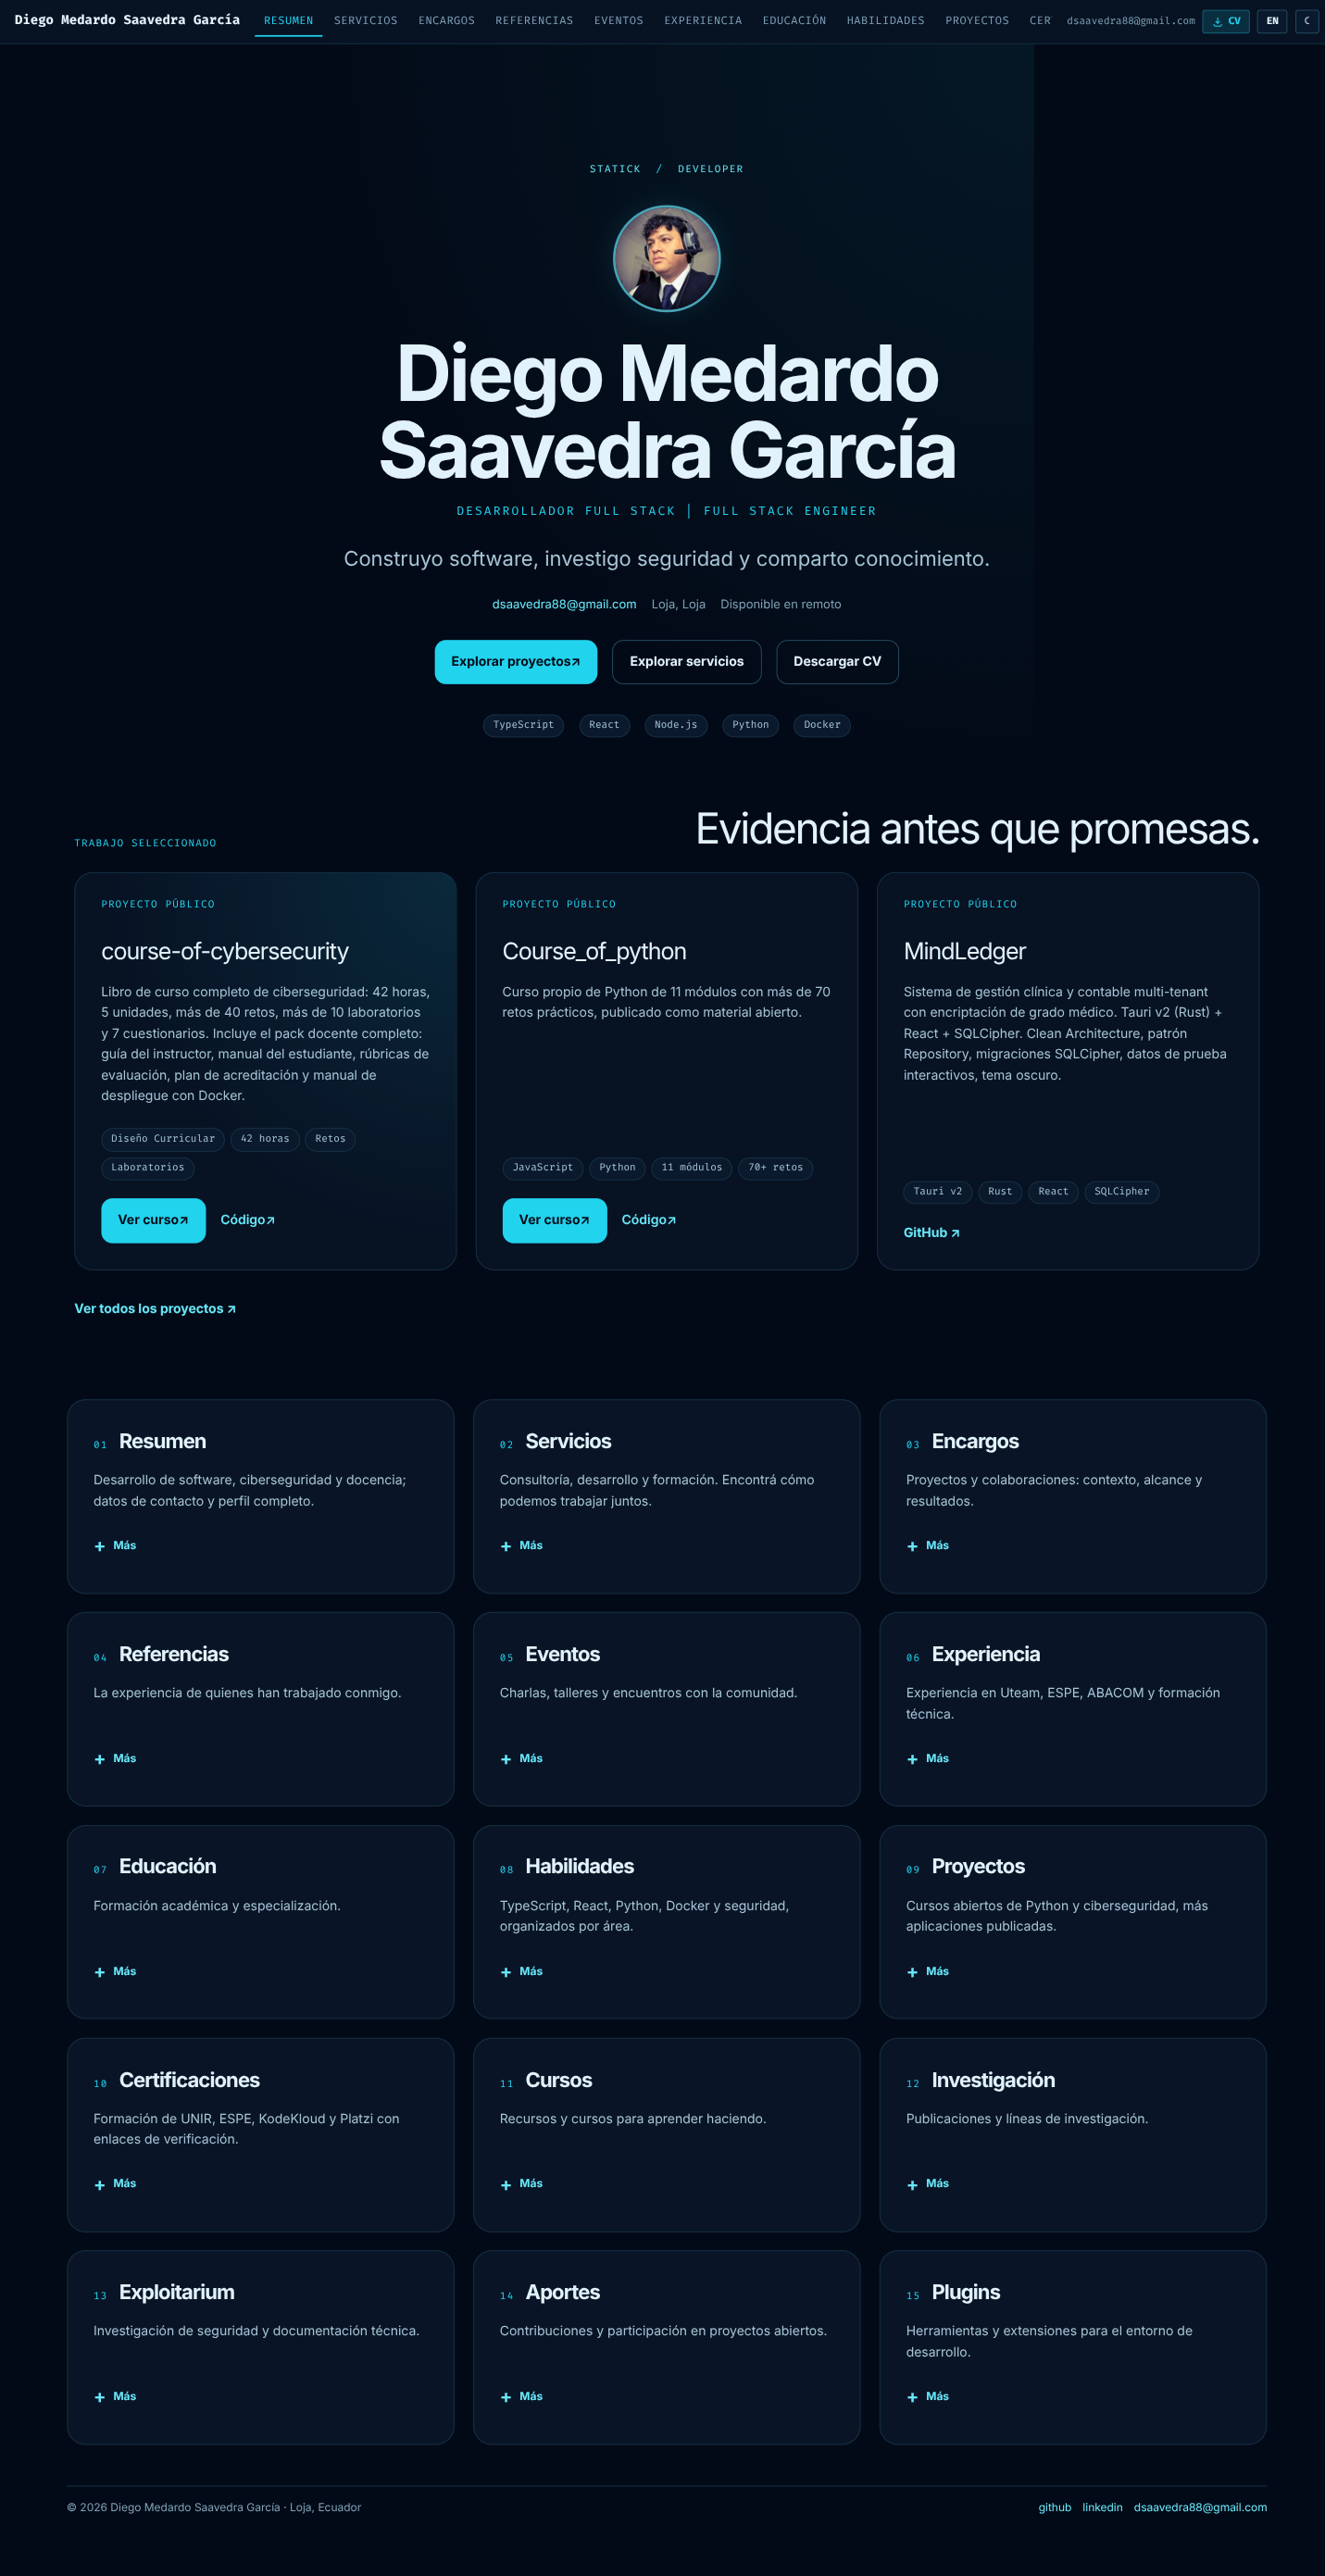 Diego Medardo Saavedra García
RESUMEN
SERVICIOS
ENCARGOS
REFERENCIAS
EVENTOS
EXPERIENCIA
EDUCACIÓN
HABILIDADES
PROYECTOS
CER
dsaavedra88@gmail.com
CV
EN
☾
STATICK / DEVELOPER
Diego Medardo
Saavedra García
DESARROLLADOR FULL STACK | FULL STACK ENGINEER
Construyo software, investigo seguridad y comparto conocimiento.
dsaavedra88@gmail.com Loja, Loja Disponible en remoto
Explorar proyectos↗
Explorar servicios
Descargar CV
TypeScript
React
Node.js
Python
Docker
TRABAJO SELECCIONADO
Evidencia antes que promesas.
PROYECTO PÚBLICO
course-of-cybersecurity
Libro de curso completo de ciberseguridad: 42 horas,
5 unidades, más de 40 retos, más de 10 laboratorios
y 7 cuestionarios. Incluye el pack docente completo:
guía del instructor, manual del estudiante, rúbricas de
evaluación, plan de acreditación y manual de
despliegue con Docker.
Diseño Curricular
42 horas
Retos
Laboratorios
Ver curso↗
Código↗
PROYECTO PÚBLICO
Course_of_python
Curso propio de Python de 11 módulos con más de 70
retos prácticos, publicado como material abierto.
JavaScript
Python
11 módulos
70+ retos
Ver curso↗
Código↗
PROYECTO PÚBLICO
MindLedger
Sistema de gestión clínica y contable multi-tenant
con encriptación de grado médico. Tauri v2 (Rust) +
React + SQLCipher. Clean Architecture, patrón
Repository, migraciones SQLCipher, datos de prueba
interactivos, tema oscuro.
Tauri v2
Rust
React
SQLCipher
GitHub ↗
Ver todos los proyectos ↗
01 Resumen
Desarrollo de software, ciberseguridad y docencia;
datos de contacto y perfil completo.
+ Más
02 Servicios
Consultoría, desarrollo y formación. Encontrá cómo
podemos trabajar juntos.
+ Más
03 Encargos
Proyectos y colaboraciones: contexto, alcance y
resultados.
+ Más
04 Referencias
La experiencia de quienes han trabajado conmigo.
+ Más
05 Eventos
Charlas, talleres y encuentros con la comunidad.
+ Más
06 Experiencia
Experiencia en Uteam, ESPE, ABACOM y formación
técnica.
+ Más
07 Educación
Formación académica y especialización.
+ Más
08 Habilidades
TypeScript, React, Python, Docker y seguridad,
organizados por área.
+ Más
09 Proyectos
Cursos abiertos de Python y ciberseguridad, más
aplicaciones publicadas.
+ Más
10 Certificaciones
Formación de UNIR, ESPE, KodeKloud y Platzi con
enlaces de verificación.
+ Más
11 Cursos
Recursos y cursos para aprender haciendo.
+ Más
12 Investigación
Publicaciones y líneas de investigación.
+ Más
13 Exploitarium
Investigación de seguridad y documentación técnica.
+ Más
14 Aportes
Contribuciones y participación en proyectos abiertos.
+ Más
15 Plugins
Herramientas y extensiones para el entorno de
desarrollo.
+ Más
© 2026 Diego Medardo Saavedra García · Loja, Ecuador
github linkedin dsaavedra88@gmail.com